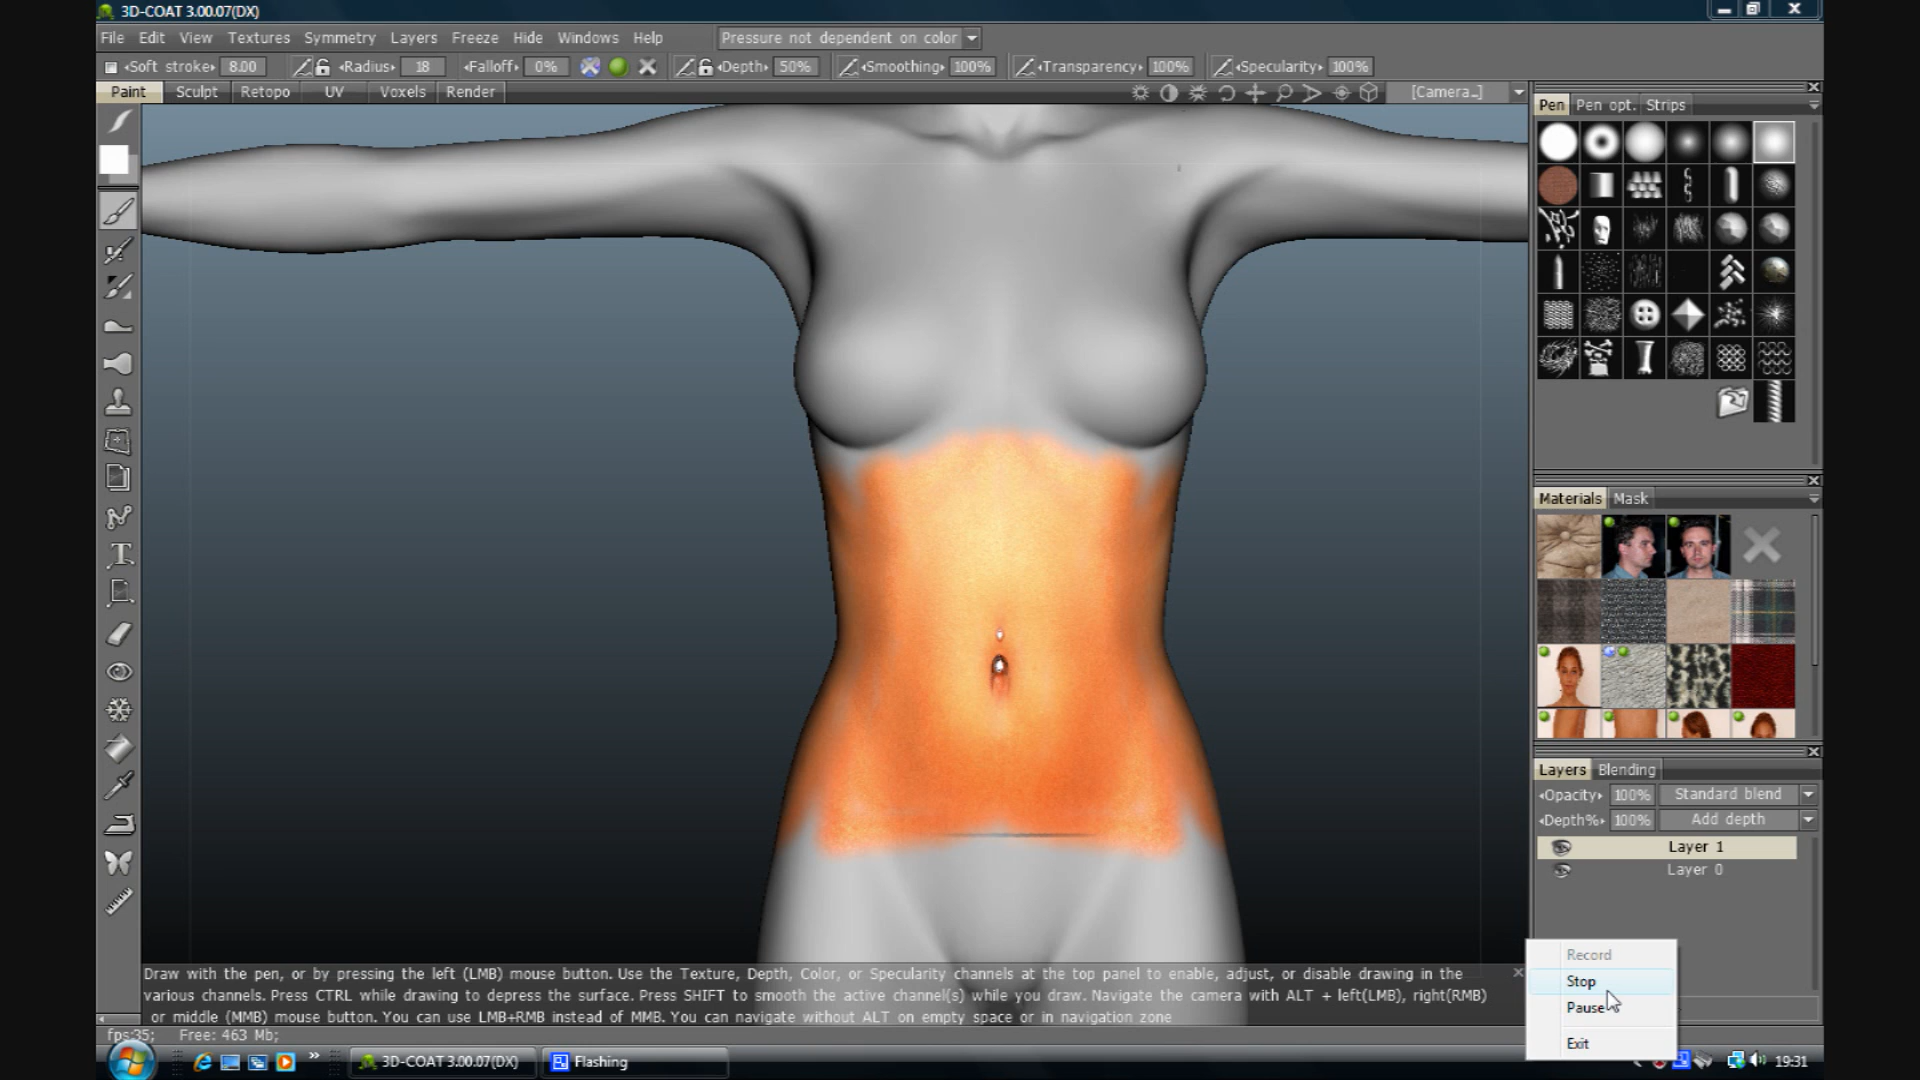 3D-COAT 3.00.07(DX)
File Edit View Textures Symmetry Layers Freeze Hide Windows Help Pressure not dependent on color
Soft stroke 8.00 Radius 18 Falloff 0% Depth 50% Smoothing 100% Transparency 100% Specularity 100%
Paint Sculpt Retopo UV Voxels Render [Camera_]
Pen Pen opt. Strips
Materials Mask
Layers Blending
Opacity 100% Standard blend
Depth% 100% Add depth
Layer 1
Layer 0
Record
Stop
Pause
Exit
Draw with the pen, or by pressing the left (LMB) mouse button. Use the Texture, Depth, Color, or Specularity channels at the top panel to enable, adjust, or disable drawing in the
various channels. Press CTRL while drawing to depress the surface. Press SHIFT to smooth the active channel(s) while you draw. Navigate the camera with ALT + left(LMB), right(RMB)
or middle (MMB) mouse button. You can use LMB+RMB instead of MMB. You can navigate without ALT on empty space or in navigation zone
fps:35; Free: 463 Mb;
3D-COAT 3.00.07(DX) Flashing 19:31